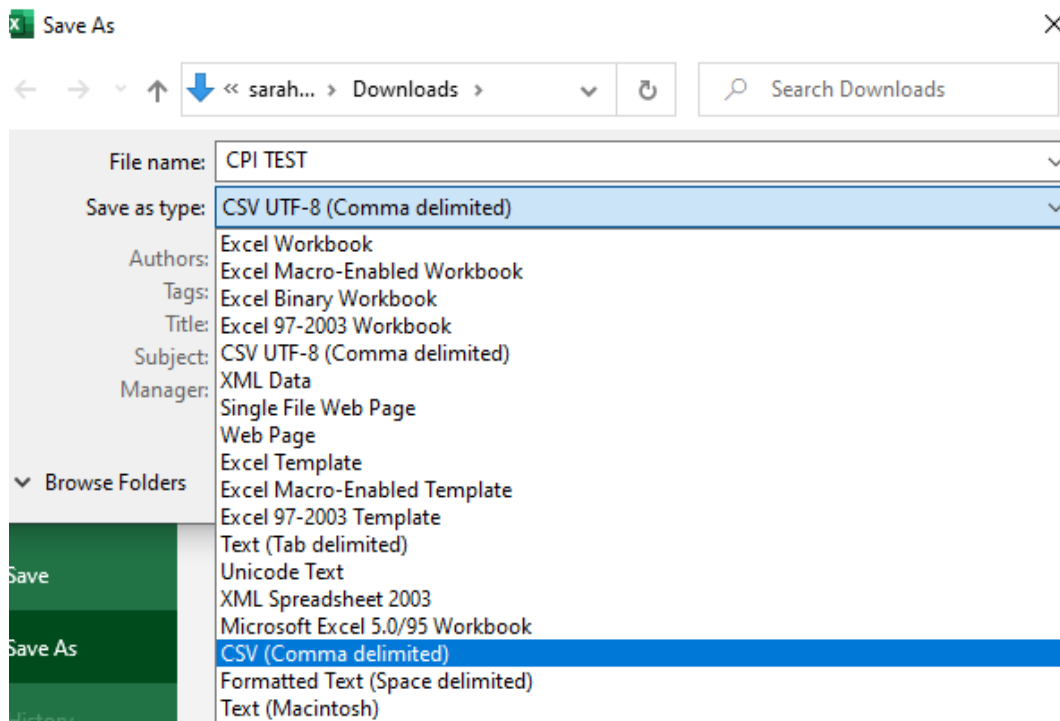 Save As
« sarah... > Downloads >
Search Downloads
File name: CPI TEST
Save as type: CSV UTF-8 (Comma delimited)
Authors:
Tags:
Title:
Subject:
Manager:
Excel Workbook
Excel Macro-Enabled Workbook
Excel Binary Workbook
Excel 97-2003 Workbook
CSV UTF-8 (Comma delimited)
XML Data
Single File Web Page
Web Page
Excel Template
Excel Macro-Enabled Template
Excel 97-2003 Template
Text (Tab delimited)
Unicode Text
XML Spreadsheet 2003
Microsoft Excel 5.0/95 Workbook
CSV (Comma delimited)
Formatted Text (Space delimited)
Text (Macintosh)
Browse Folders
Save
Save As
History